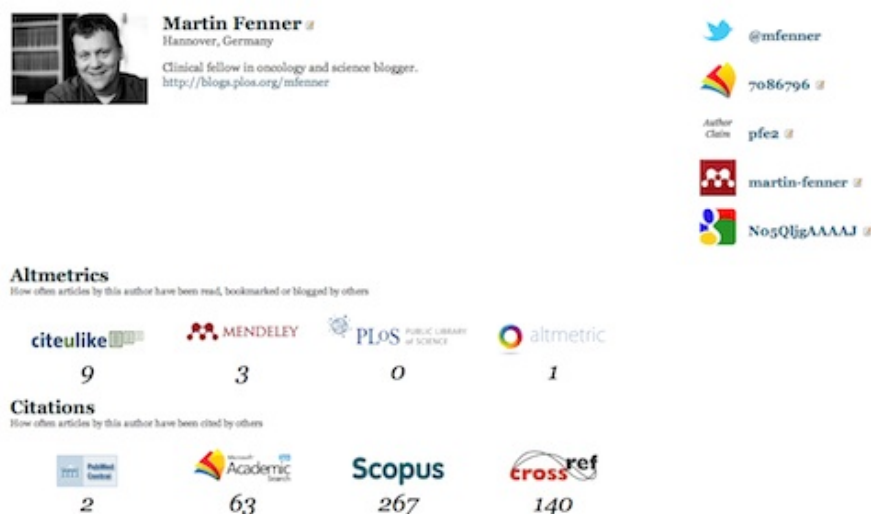 Martin Fenner
Hannover, Germany
Clinical fellow in oncology and science blogger.
http://blogs.plos.org/mfenner
@mfenner
7086796
Author
Claim
pfe2
martin-fenner
N05QljgAAAAJ
Altmetrics
How often articles by this author have been read, bookmarked or blogged by others
citeulike
MENDELEY
PLoS PUBLIC LIBRARY
of SCIENCE
altmetric
9 3 0 1
Citations
How often articles by this author have been cited by others
PubMed
Central
Microsoft
Academic
Search
Scopus
crossref
2 63 267 140